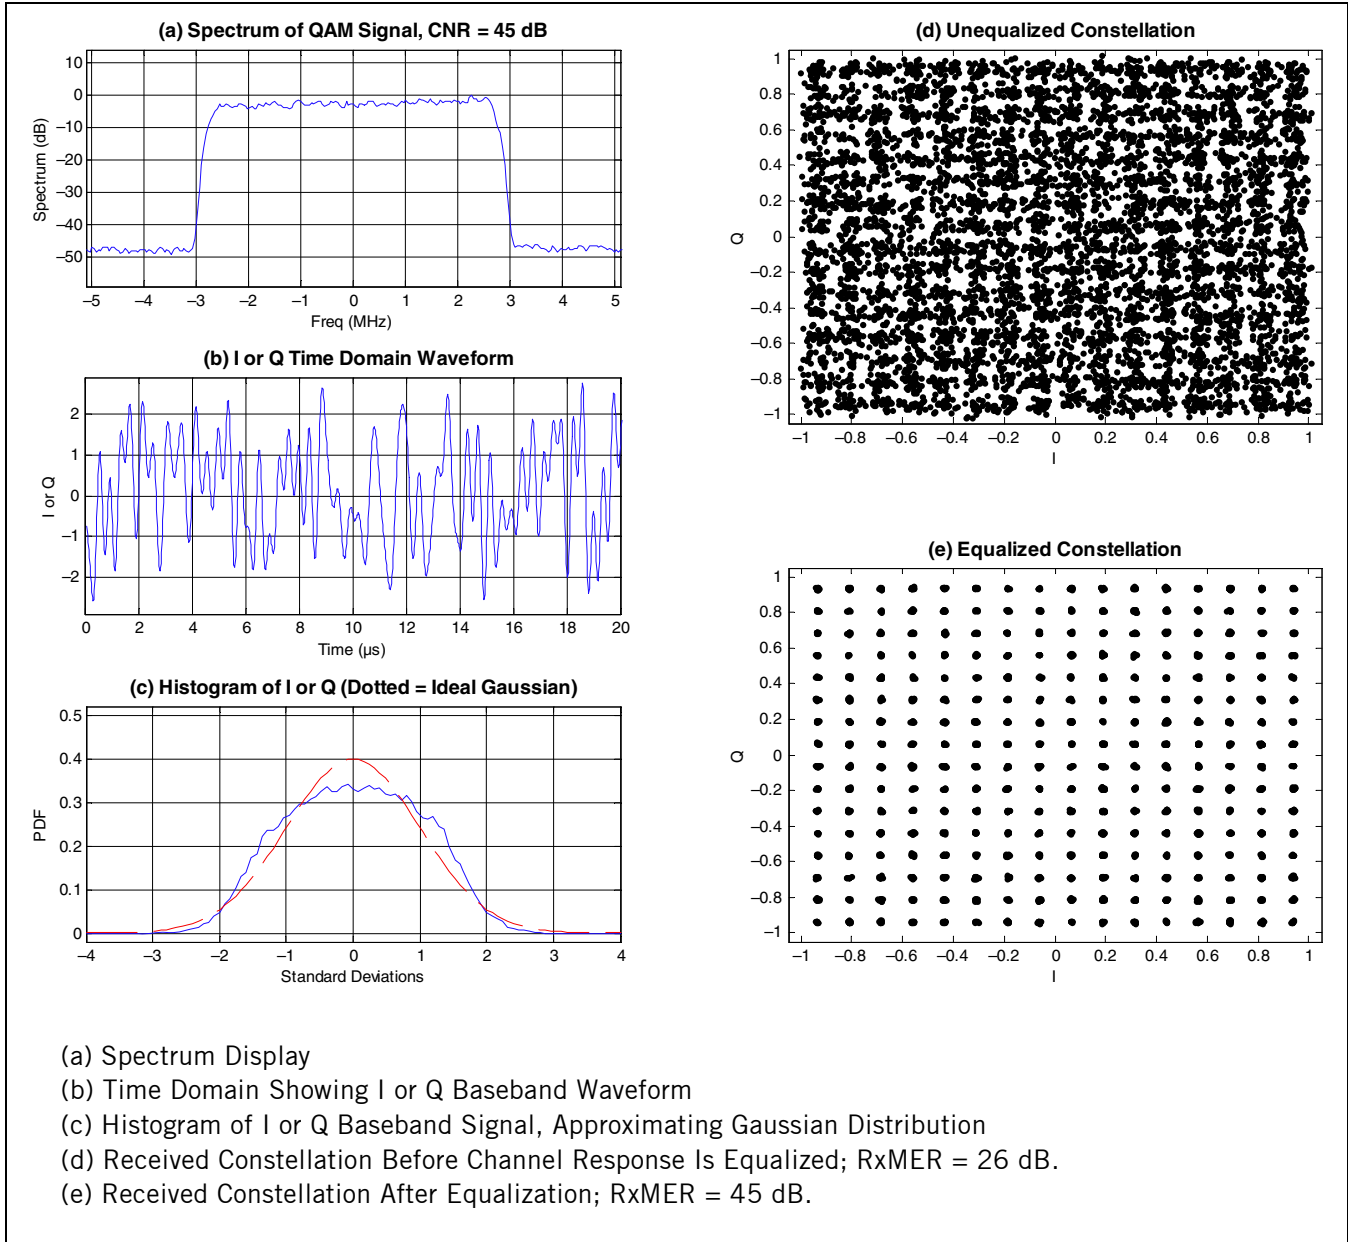 (a) Spectrum of QAM Signal, CNR = 45 dB
10
0
–10
–20
–30
–40
–50
Spectrum (dB)
–5 –4 –3 –2 –1 0 1 2 3 4 5
Freq (MHz)
(b) I or Q Time Domain Waveform
2
1
0
–1
–2
I or Q
0 2 4 6 8 10 12 14 16 18 20
Time (µs)
(c) Histogram of I or Q (Dotted = Ideal Gaussian)
0.5
0.4
0.3
0.2
0.1
0
PDF
–4 –3 –2 –1 0 1 2 3 4
Standard Deviations
(d) Unequalized Constellation
1
0.8
0.6
0.4
0.2
0
–0.2
–0.4
–0.6
–0.8
–1
Q
–1 –0.8 –0.6 –0.4 –0.2 0 0.2 0.4 0.6 0.8 1
I
(e) Equalized Constellation
1
0.8
0.6
0.4
0.2
0
–0.2
–0.4
–0.6
–0.8
–1
Q
–1 –0.8 –0.6 –0.4 –0.2 0 0.2 0.4 0.6 0.8 1
I
(a) Spectrum Display
(b) Time Domain Showing I or Q Baseband Waveform
(c) Histogram of I or Q Baseband Signal, Approximating Gaussian Distribution
(d) Received Constellation Before Channel Response Is Equalized; RxMER = 26 dB.
(e) Received Constellation After Equalization; RxMER = 45 dB.